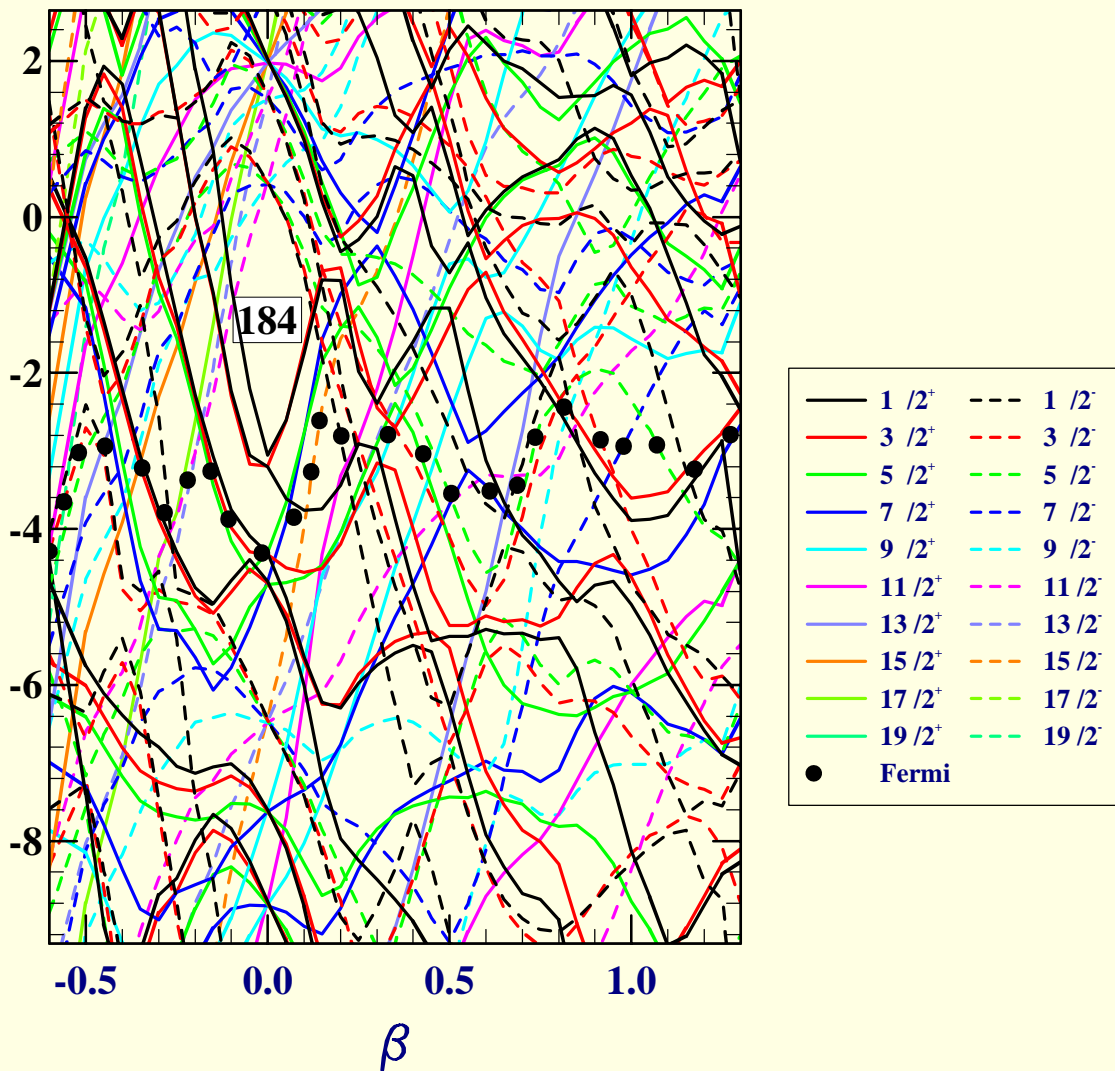 2
0
184
-2
-4
-6
-8
-0.5 0.0 0.5 1.0
β
1 /2+ 1 /2-
3 /2+ 3 /2-
5 /2+ 5 /2-
7 /2+ 7 /2-
9 /2+ 9 /2-
11 /2+ 11 /2-
13 /2+ 13 /2-
15 /2+ 15 /2-
17 /2+ 17 /2-
19 /2+ 19 /2-
Fermi